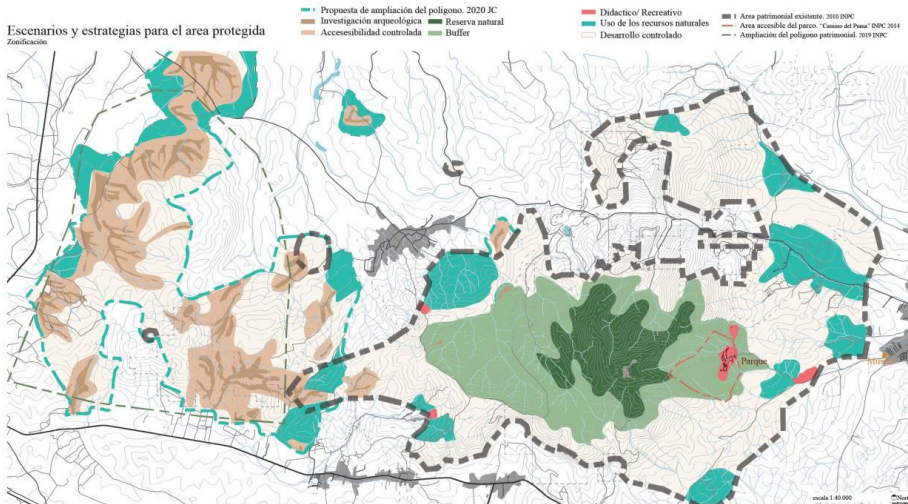 Escenarios y estrategias para el area protegida
Zonificación
Propuesta de ampliación del poligono. 2020 JC
Investigación arqueológica
Reserva natural
Accesesibilidad controlada
Buffer
Didactico/ Recreativo
Uso de los recursos naturales
Desarrollo controlado
Area patrimonial existente. 2010 INPC
Area accesible del parco. "Camino del Puma" INPC 2014
Ampliación del poligono patrimonial. 2019 INPC
Parque
escala 1:40.000